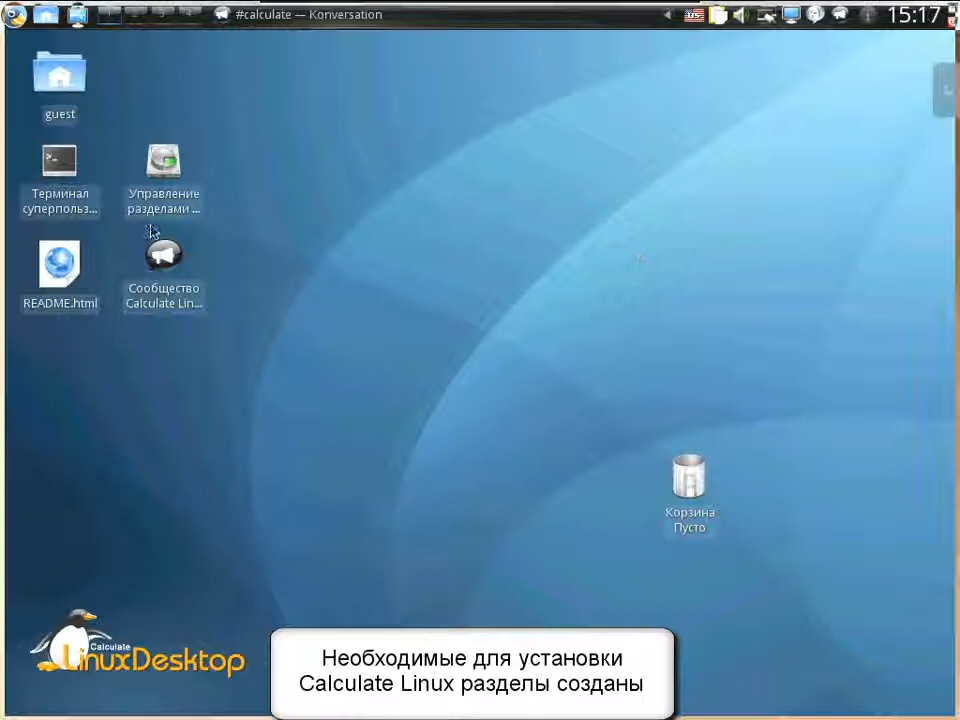 #calculate — Konversation
15:17
guest
Терминал
суперпольз...
Управление
разделами ...
README.html
Сообщество
Calculate Lin...
Корзина
Пусто
Calculate
LinuxDesktop
Необходимые для установки
Calculate Linux разделы созданы